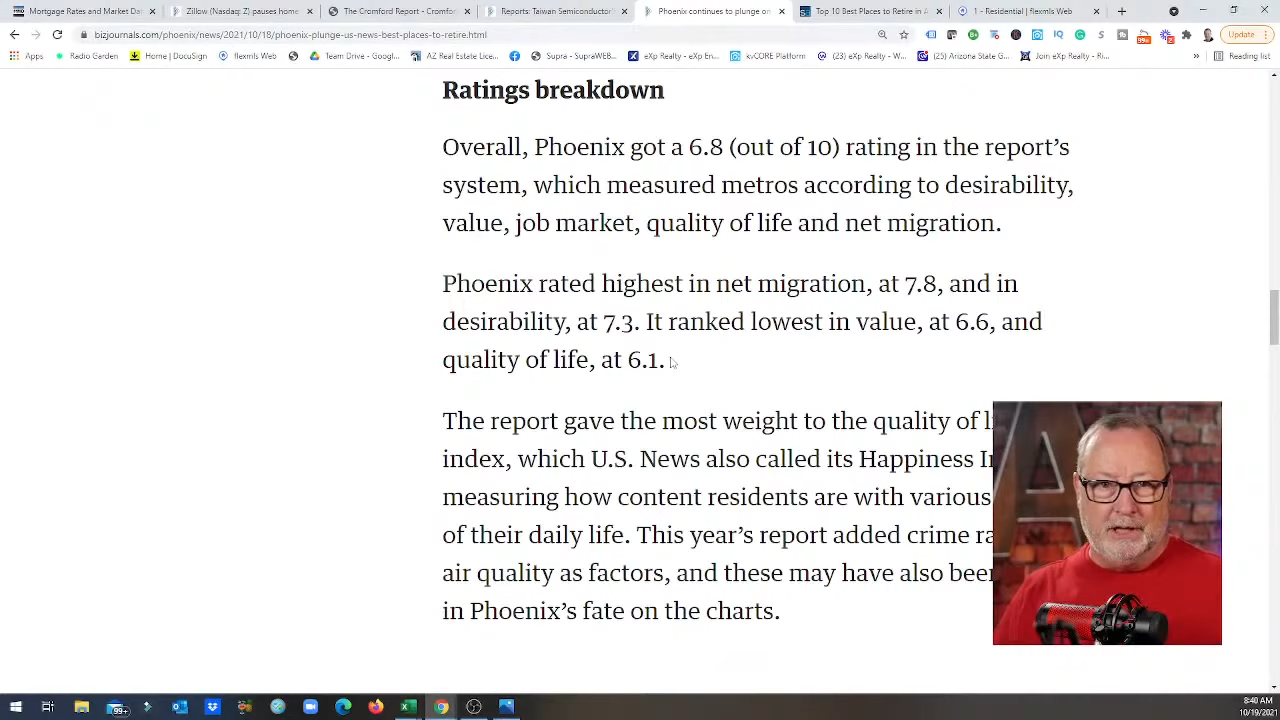 Mortgage Rates and Market Dat
Zillow (Nasdaq: Z) pauses home
The Cromford Report - Cromfor
Reports: Taiwan Semiconductor
Phoenix continues to plunge on
Top 10 Best Places to Retire in
1 - Residential | flexmls Web
bizjournals.com/phoenix/news/2021/10/18/phoenix-plunge-us-news-best-places-to-retire.html
Update
Apps
Radio Garden
Home | DocuSign
flexmls Web
Team Drive - Googl...
AZ Real Estate Licen
Supra - SupraWEB...
eXp Realty - eXp En...
kvCORE Platform
(23) eXp Realty - ...
(25) Arizona State G...
Join eXp Realty - Ri...
Reading list
Ratings breakdown
Overall, Phoenix got a 6.8 (out of 10) rating in the report's
system, which measured metros according to desirability,
value, job market, quality of life and net migration.
Phoenix rated highest in net migration, at 7.8, and in
desirability, at 7.3. It ranked lowest in value, at 6.6, and
quality of life, at 6.1.
The report gave the most weight to the quality of li
index, which U.S. News also called its Happiness In
measuring how content residents are with various
of their daily life. This year's report added crime ra
air quality as factors, and these may have also been
in Phoenix's fate on the charts.
8:40 AM
10/19/2021